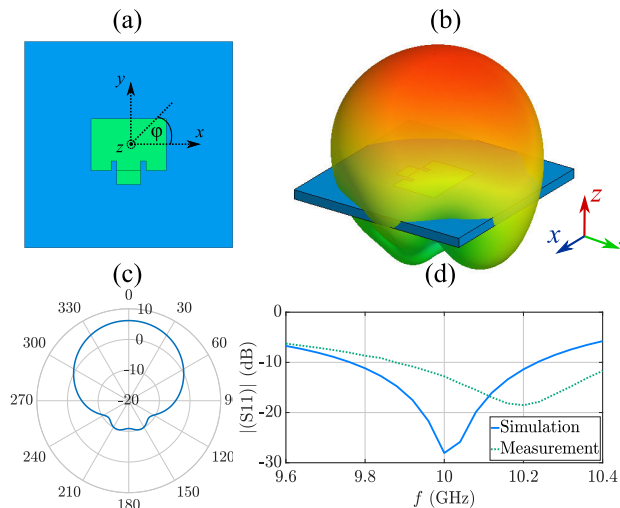 (a)
y
x
z
φ
(b)
z
x
(c)
0
330
10
30
300
0
60
-10
270
-20
9
240
120
210
150
180
(d)
0
-10
-20
-30
|(S11)| (dB)
Simulation
Measurement
9.6
9.8
10
10.2
10.4
f (GHz)